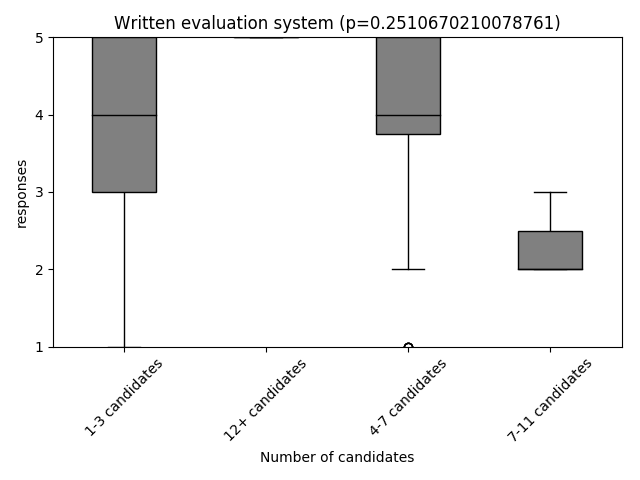 Written evaluation system (p=0.2510670210078761)
responses
5
4
3
2
1
1-3 candidates
12+ candidates
4-7 candidates
7-11 candidates
Number of candidates